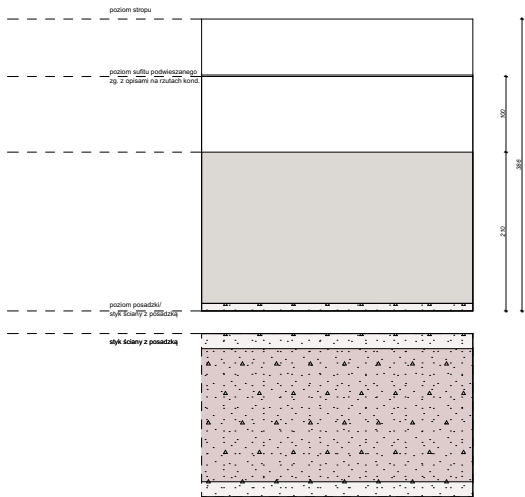 poziom stropu
poziom sufitu podwieszanego
zg. z opisami na rzutach kond.
100
386
210
poziom posadzki/
styk ściany z posadzką
styk ściany z posadzką